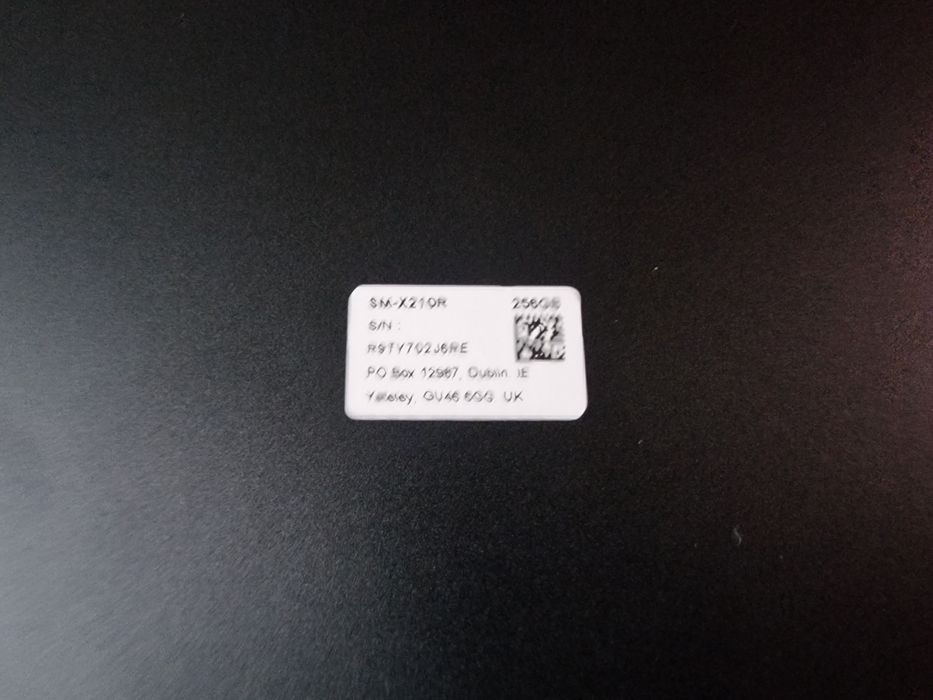 SM-X210R 256GB
S/N :
R9TY702J6RE
PO Box 12987, Dublin. IE
Yateley, GU46 6GG. UK